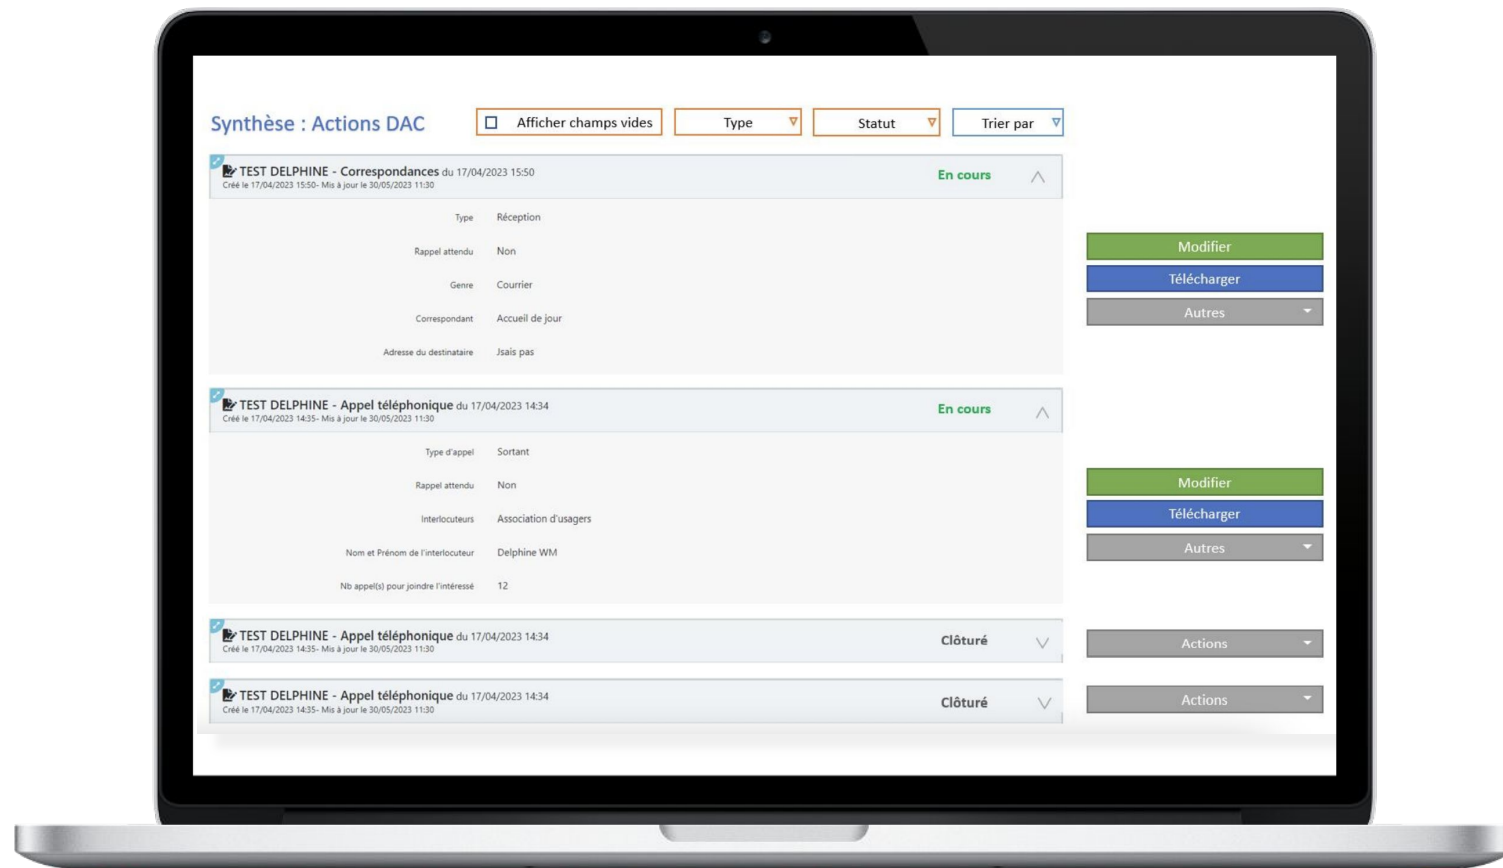 Synthèse : Actions DAC
Afficher champs vides
Type
Statut
Trier par
TEST DELPHINE - Correspondances du 17/04/2023 15:50
Créé le 17/04/2023 15:50- Mis à jour le 30/05/2023 11:30
En cours
Type Réception
Rappel attendu Non
Genre Courrier
Correspondant Accueil de jour
Adresse du destinataire Jsais pas
Modifier
Télécharger
Autres
TEST DELPHINE - Appel téléphonique du 17/04/2023 14:34
Créé le 17/04/2023 14:35- Mis à jour le 30/05/2023 11:30
En cours
Type d'appel Sortant
Rappel attendu Non
Interlocuteurs Association d'usagers
Nom et Prénom de l'interlocuteur Delphine WM
Nb appel(s) pour joindre l'intéressé 12
Modifier
Télécharger
Autres
TEST DELPHINE - Appel téléphonique du 17/04/2023 14:34
Créé le 17/04/2023 14:35- Mis à jour le 30/05/2023 11:30
Clôturé
Actions
TEST DELPHINE - Appel téléphonique du 17/04/2023 14:34
Créé le 17/04/2023 14:35- Mis à jour le 30/05/2023 11:30
Clôturé
Actions